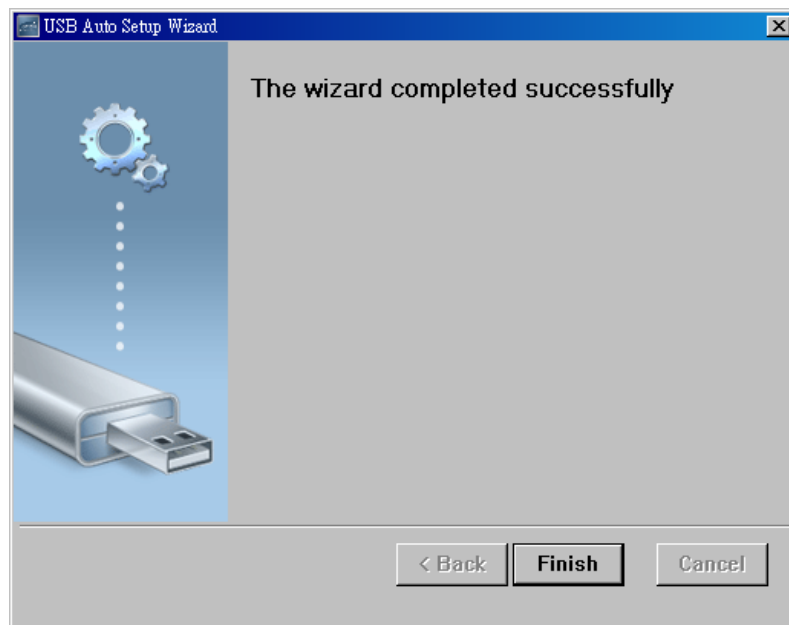 USB Auto Setup Wizard
The wizard completed successfully
< Back
Finish
Cancel